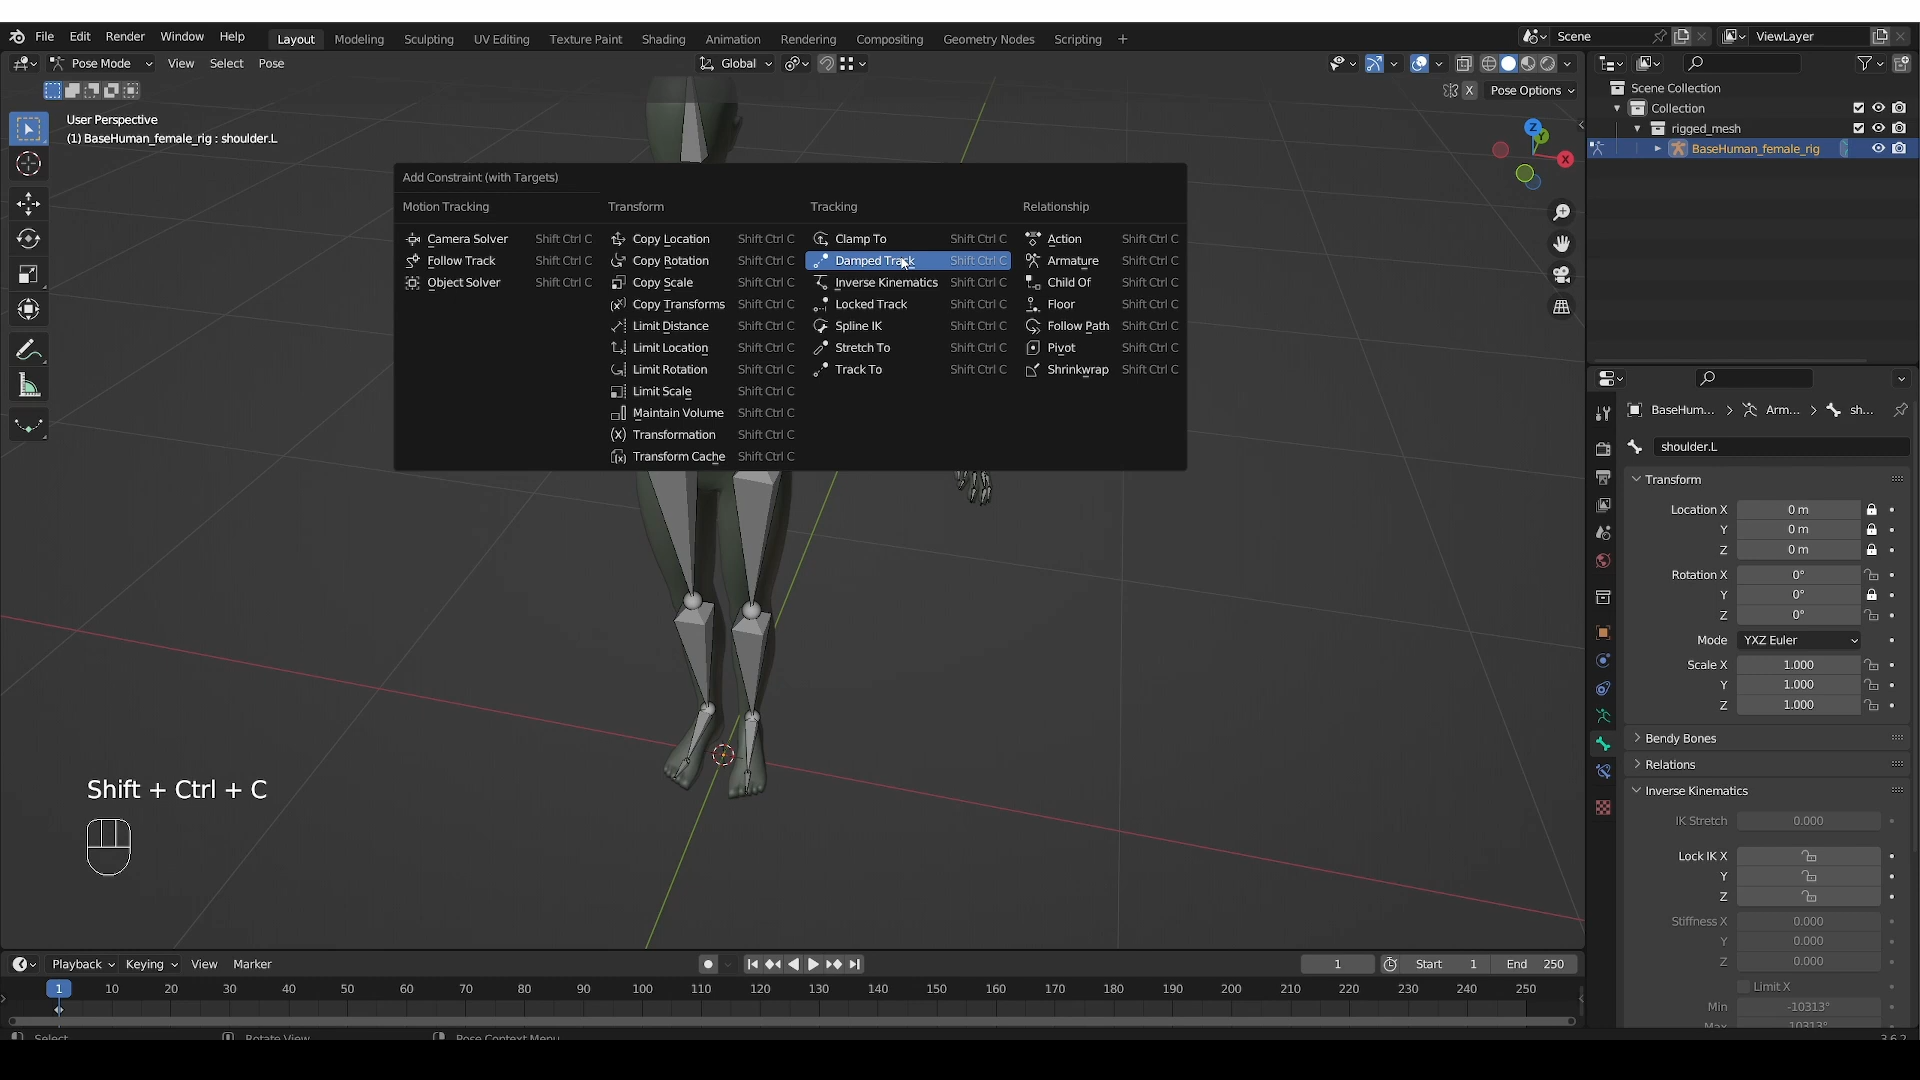 File Edit Render Window Help Layout Modeling Sculpting UV Editing Texture Paint Shading Animation Rendering Compositing Geometry Nodes Scripting + Scene ViewLayer
Pose Mode View Select Pose Global
X Pose Options
User Perspective
(1) BaseHuman_female_rig : shoulder.L
Z
Y
X
Scene Collection
Collection
rigged_mesh
BaseHuman_female_rig
Add Constraint (with Targets)
Motion Tracking Transform Tracking Relationship
Camera Solver Shift Ctrl C Copy Location Shift Ctrl C Clamp To Shift Ctrl C Action Shift Ctrl C
Follow Track Shift Ctrl C Copy Rotation Shift Ctrl C Damped Track Shift Ctrl C Armature Shift Ctrl C
Object Solver Shift Ctrl C Copy Scale Shift Ctrl C Inverse Kinematics Shift Ctrl C Child Of Shift Ctrl C
Copy Transforms Shift Ctrl C Locked Track Shift Ctrl C Floor Shift Ctrl C
Limit Distance Shift Ctrl C Spline IK Shift Ctrl C Follow Path Shift Ctrl C
Limit Location Shift Ctrl C Stretch To Shift Ctrl C Pivot Shift Ctrl C
Limit Rotation Shift Ctrl C Track To Shift Ctrl C Shrinkwrap Shift Ctrl C
Limit Scale Shift Ctrl C
Maintain Volume Shift Ctrl C
Transformation Shift Ctrl C
Transform Cache Shift Ctrl C
BaseHum... Arm... sh...
shoulder.L
Transform
Location X 0 m
Y 0 m
Z 0 m
Rotation X 0°
Y 0°
Z 0°
Mode YXZ Euler
Scale X 1.000
Y 1.000
Z 1.000
Bendy Bones
Relations
Inverse Kinematics
IK Stretch 0.000
Lock IK X
Y
Z
Stiffness X 0.000
Y 0.000
Z 0.000
Limit X
Min -10313°
Max 10313°
Shift + Ctrl + C
Playback Keying View Marker 1 Start 1 End 250
1 10 20 30 40 50 60 70 80 90 100 110 120 130 140 150 160 170 180 190 200 210 220 230 240 250
Select Rotate View Pose Context Menu 3.6.2